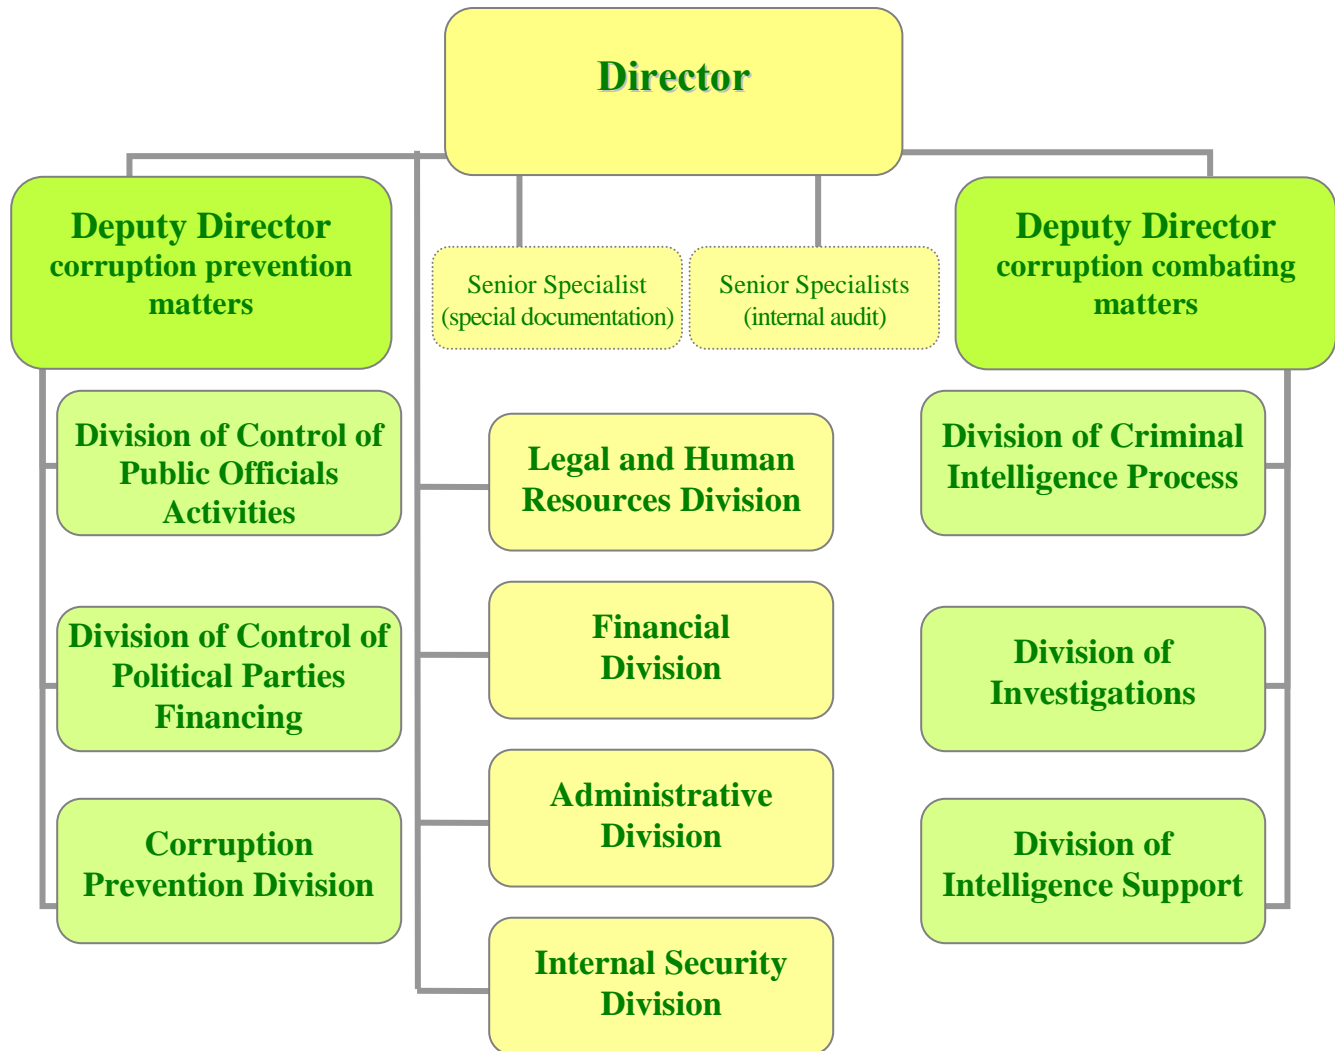 Director
Deputy Director
corruption prevention
matters
Senior Specialist
(special documentation)
Senior Specialists
(internal audit)
Deputy Director
corruption combating
matters
Division of Control of
Public Officials
Activities
Division of Control of
Political Parties
Financing
Corruption
Prevention Division
Legal and Human
Resources Division
Financial
Division
Administrative
Division
Internal Security
Division
Division of Criminal
Intelligence Process
Division of
Investigations
Division of
Intelligence Support